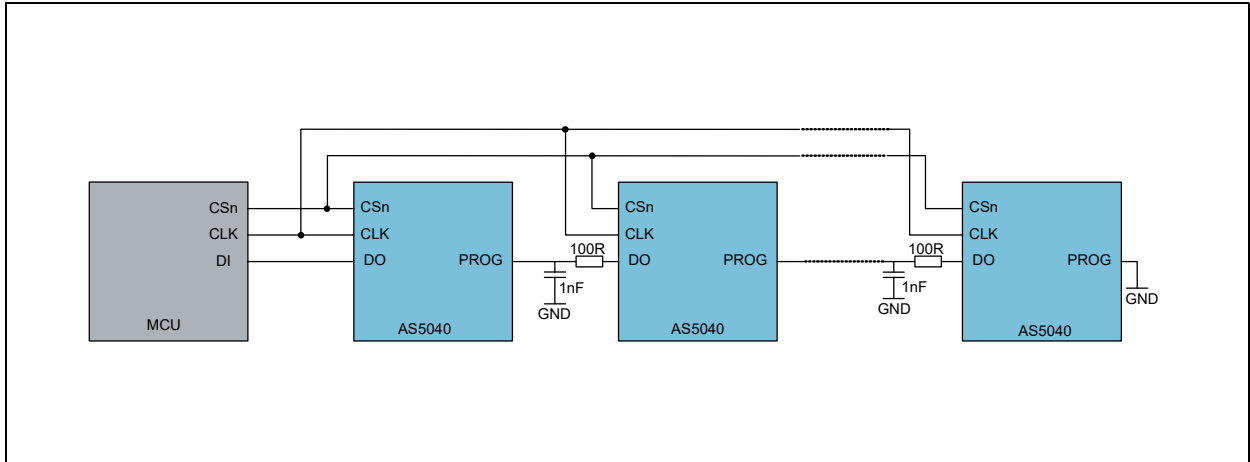 CSn
CLK
DI
MCU
CSn
CLK
DO
PROG
AS5040
100R
1nF
GND
CSn
CLK
DO
PROG
AS5040
100R
1nF
GND
CSn
CLK
DO
PROG
AS5040
GND